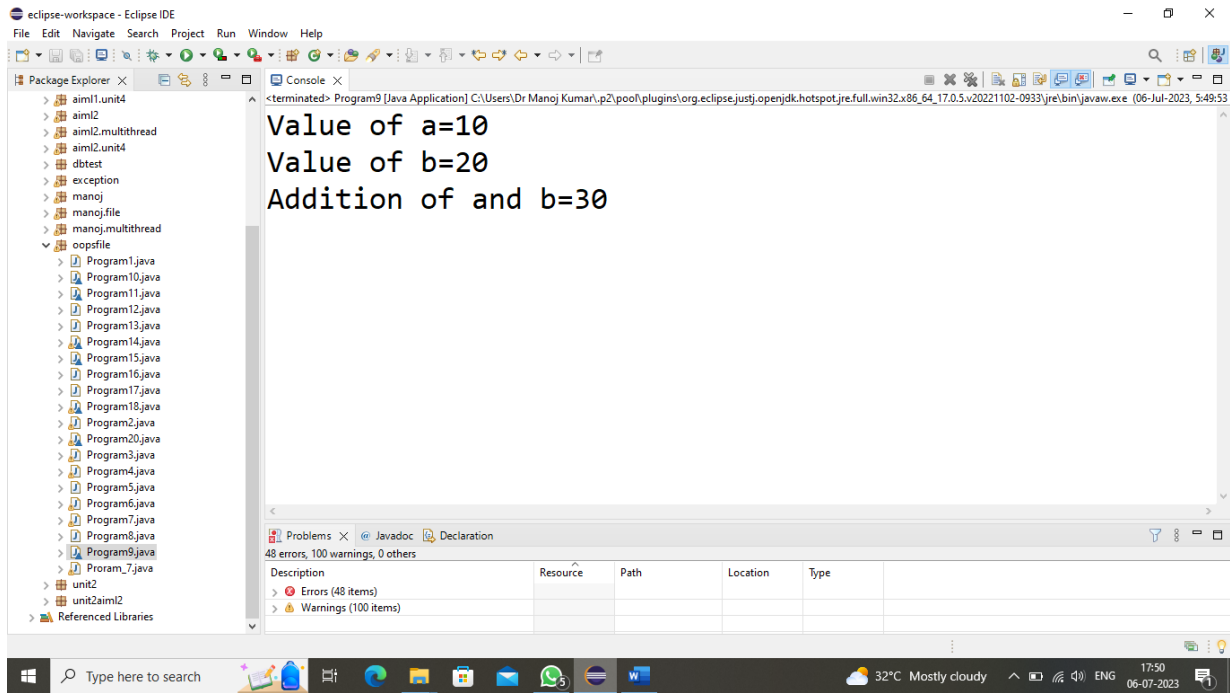 eclipse-workspace - Eclipse IDE
File Edit Navigate Search Project Run Window Help
Package Explorer
aiml1.unit4
aiml2
aiml2.multithread
aiml2.unit4
dbtest
exception
manoj
manoj.file
manoj.multithread
oopsfile
Program1.java
Program10.java
Program11.java
Program12.java
Program13.java
Program14.java
Program15.java
Program16.java
Program17.java
Program18.java
Program2.java
Program20.java
Program3.java
Program4.java
Program5.java
Program6.java
Program7.java
Program8.java
Program9.java
Proram_7.java
unit2
unit2aiml2
Referenced Libraries
Console
<terminated> Program9 [Java Application] C:\Users\Dr Manoj Kumar\.p2\pool\plugins\org.eclipse.justj.openjdk.hotspot.jre.full.win32.x86_64_17.0.5.v20221102-0933\jre\bin\javaw.exe (06-Jul-2023, 5:49:53
Value of a=10
Value of b=20
Addition of and b=30
Problems @ Javadoc Declaration
48 errors, 100 warnings, 0 others
Description Resource Path Location Type
Errors (48 items)
Warnings (100 items)
Type here to search
5
W
32°C Mostly cloudy
ENG
17:50
06-07-2023
1